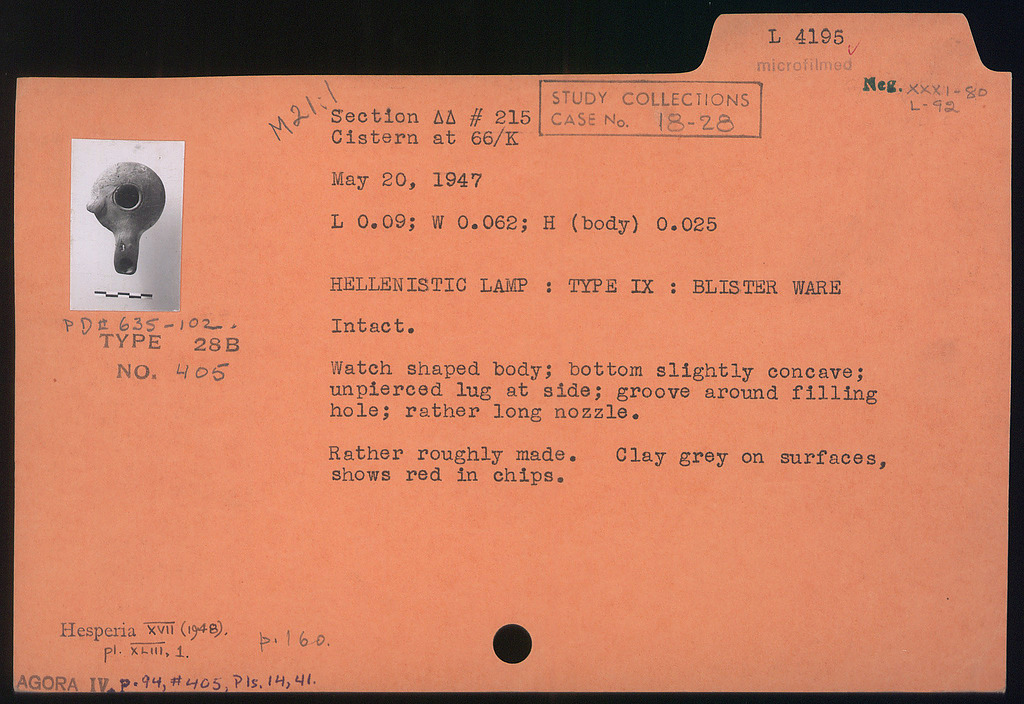 L 4195
microfilmed
Neg. XXXI-80
L-92
M21:1
STUDY COLLECTIONS
CASE No. 18-28
Section ΔΔ # 215
Cistern at 66/K
May 20, 1947
L 0.09; W 0.062; H (body) 0.025
HELLENISTIC LAMP : TYPE IX : BLISTER WARE
Intact.
Watch shaped body; bottom slightly concave;
unpierced lug at side; groove around filling
hole; rather long nozzle.
Rather roughly made. Clay grey on surfaces,
shows red in chips.
PD# 635-102.
TYPE 28B
NO. 405
Hesperia XVII (1948).
pl. XLIII, 1.
p. 160.
AGORA IV. p. 94, #405, Pls. 14, 41.